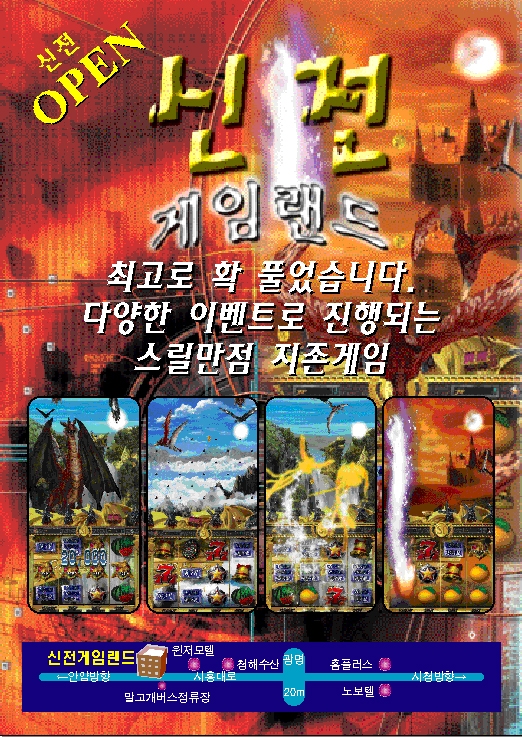 신전
OPEN
신전
게임랜드
최고로 확 풀었습니다.
다양한 이벤트로 진행되는
스릴만점 지존게임
20,000
신전게임랜드
윈저모텔
청해수산
광명
홈플러스
←안암방향
시흥대로
시청방향→
말고개버스정류장
20m
노보텔